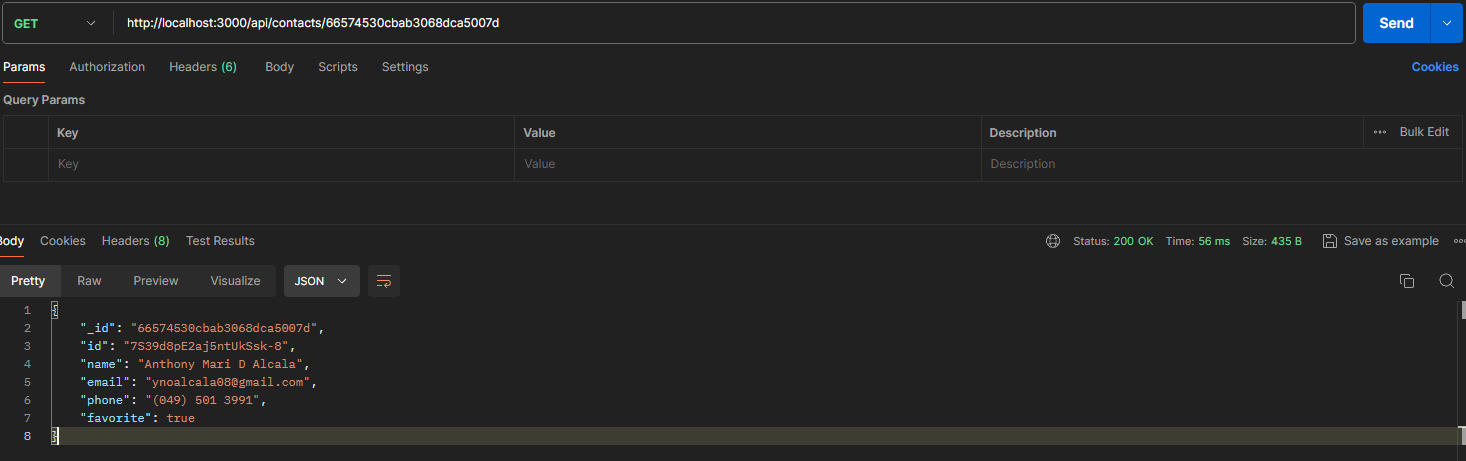 GET http://localhost:3000/api/contacts/66574530cbab3068dca5007d Send
Params Authorization Headers (6) Body Scripts Settings Cookies
Query Params
Key Value Description ••• Bulk Edit
Key Value Description
Body Cookies Headers (8) Test Results Status: 200 OK Time: 56 ms Size: 435 B Save as example
Pretty Raw Preview Visualize JSON
1 {
2 "_id": "66574530cbab3068dca5007d",
3 "id": "7S39d8pE2aj5ntUkSsk-8",
4 "name": "Anthony Mari D Alcala",
5 "email": "ynoalcala08@gmail.com",
6 "phone": "(049) 501 3991",
7 "favorite": true
8 }